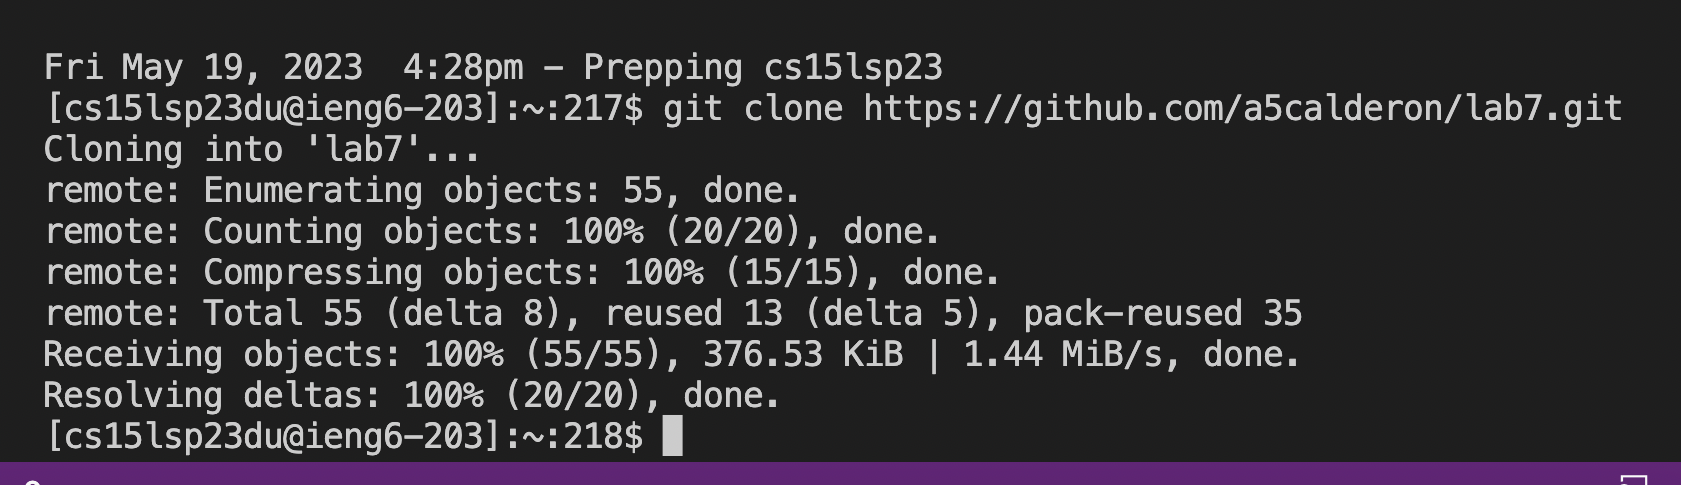 Fri May 19, 2023  4:28pm - Prepping cs15lsp23
[cs15lsp23du@ieng6-203]:~:217$ git clone https://github.com/a5calderon/lab7.git
Cloning into 'lab7'...
remote: Enumerating objects: 55, done.
remote: Counting objects: 100% (20/20), done.
remote: Compressing objects: 100% (15/15), done.
remote: Total 55 (delta 8), reused 13 (delta 5), pack-reused 35
Receiving objects: 100% (55/55), 376.53 KiB | 1.44 MiB/s, done.
Resolving deltas: 100% (20/20), done.
[cs15lsp23du@ieng6-203]:~:218$